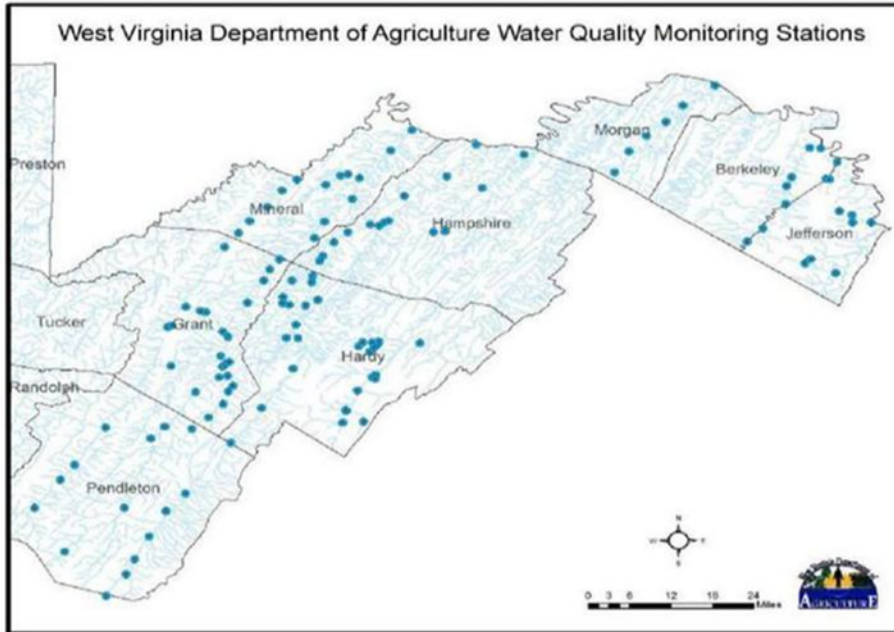 West Virginia Department of Agriculture Water Quality Monitoring Stations
Preston
Morgan
Berkeley
Mineral
Hampshire
Jefferson
Tucker
Grant
Hardy
Randolph
Pendleton
N
W E
S
0 3 6 12 18 24
Miles
AGRICULTURE